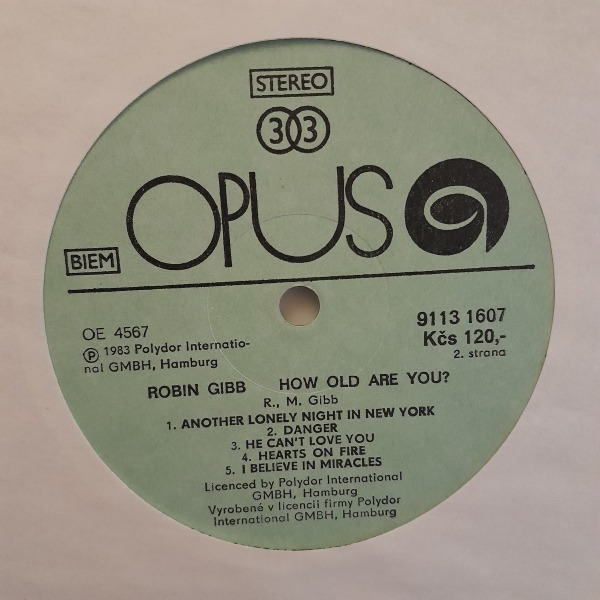 STEREO
33
OPUS
BIEM
OE 4567
℗ 1983 Polydor Internatio-
nal GMBH, Hamburg
9113 1607
Kčs 120,-
2. strana
ROBIN GIBB HOW OLD ARE YOU?
R., M. Gibb
1. ANOTHER LONELY NIGHT IN NEW YORK
2. DANGER
3. HE CAN'T LOVE YOU
4. HEARTS ON FIRE
5. I BELIEVE IN MIRACLES
Licenced by Polydor International
GMBH, Hamburg
Vyrobené v licencii firmy Polydor
International GMBH, Hamburg